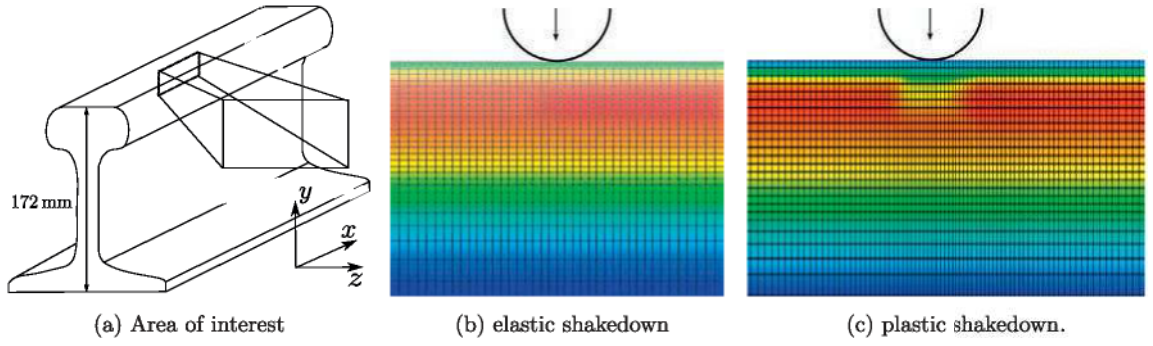 172 mm
y
x
z
(a) Area of interest
(b) elastic shakedown
(c) plastic shakedown.